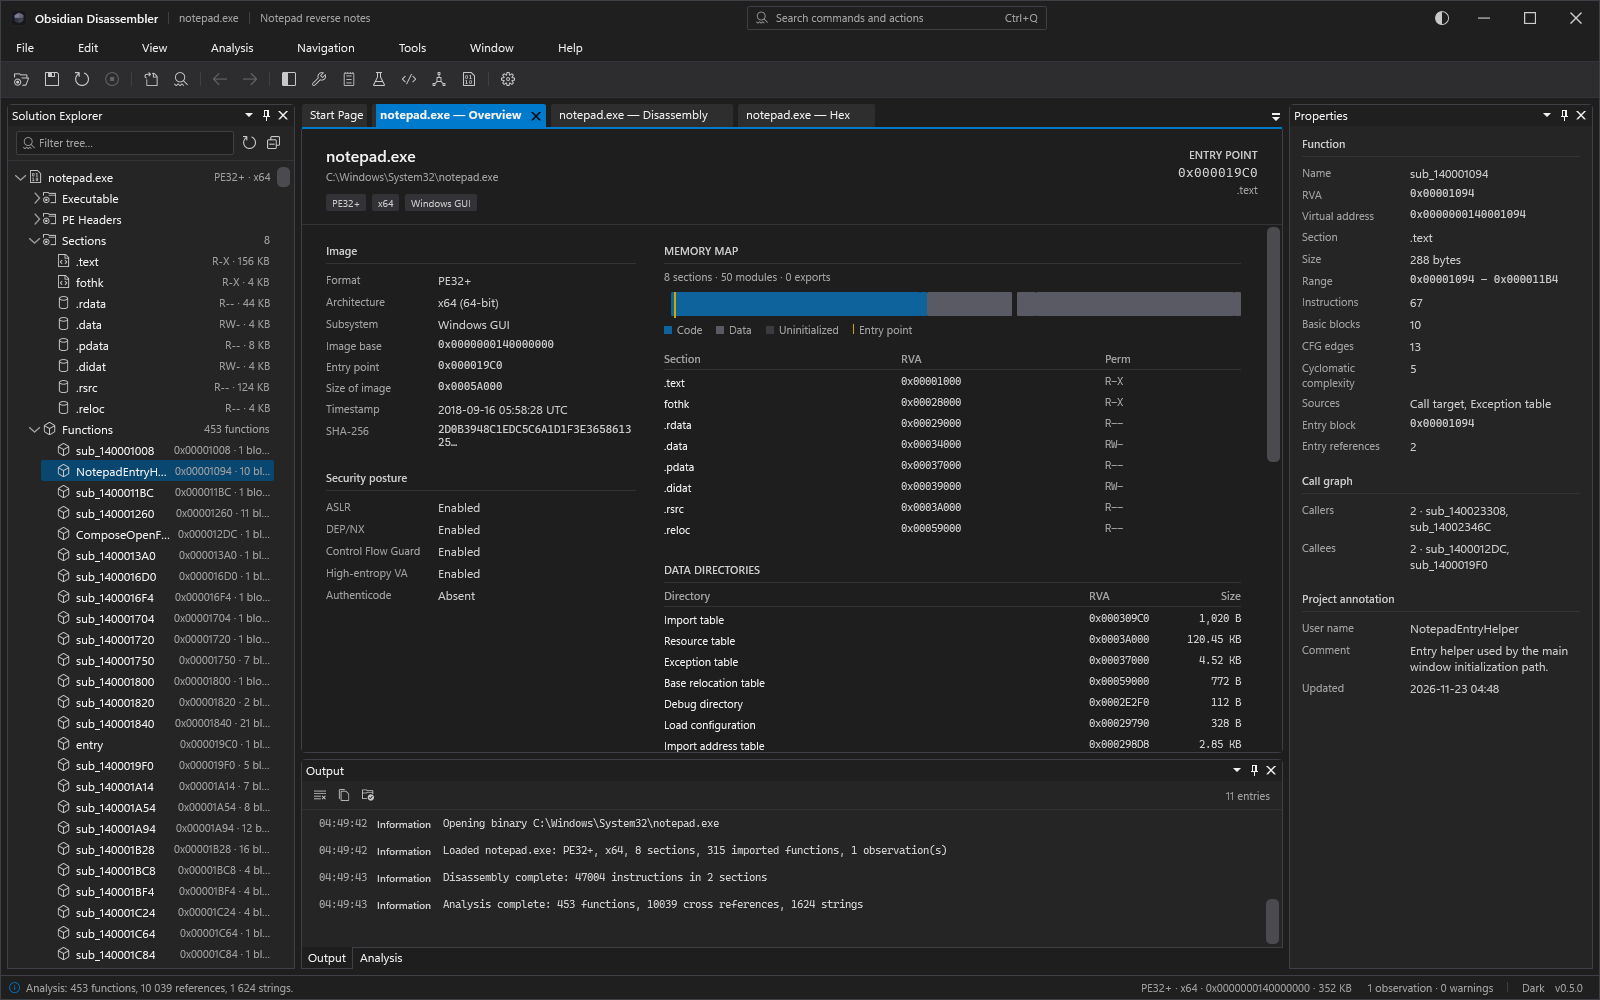 Obsidian Disassembler
notepad.exe
Notepad reverse notes
Search commands and actions
Ctrl+Q
File
Edit
View
Analysis
Navigation
Tools
Window
Help
Solution Explorer
Filter tree...
notepad.exe PE32+ · x64
Executable
PE Headers
Sections 8
.text R-X · 156 KB
fothk R-X · 4 KB
.rdata R-- · 44 KB
.data RW- · 4 KB
.pdata R-- · 8 KB
.didat RW- · 4 KB
.rsrc R-- · 124 KB
.reloc R-- · 4 KB
Functions 453 functions
sub_140001008 0x00001008 · 1 blo...
NotepadEntryH... 0x00001094 · 10 bl...
sub_1400011BC 0x000011BC · 1 blo...
sub_140001260 0x00001260 · 11 bl...
ComposeOpenF... 0x000012DC · 1 bl...
sub_1400013A0 0x000013A0 · 1 bl...
sub_1400016D0 0x000016D0 · 1 bl...
sub_1400016F4 0x000016F4 · 1 bl...
sub_140001704 0x00001704 · 1 blo...
sub_140001720 0x00001720 · 1 blo...
sub_140001750 0x00001750 · 7 bl...
sub_140001800 0x00001800 · 1 blo...
sub_140001820 0x00001820 · 2 blo...
sub_140001840 0x00001840 · 21 bl...
entry 0x000019C0 · 1 bl...
sub_1400019F0 0x000019F0 · 5 bl...
sub_140001A14 0x00001A14 · 7 bl...
sub_140001A54 0x00001A54 · 8 bl...
sub_140001A94 0x00001A94 · 12 b...
sub_140001B28 0x00001B28 · 16 bl...
sub_140001BC8 0x00001BC8 · 4 bl...
sub_140001BF4 0x00001BF4 · 4 bl...
sub_140001C24 0x00001C24 · 4 bl...
sub_140001C64 0x00001C64 · 1 bl...
sub_140001C84 0x00001C84 · 4 bl...
Start Page
notepad.exe — Overview
notepad.exe — Disassembly
notepad.exe — Hex
notepad.exe
C:\Windows\System32\notepad.exe
PE32+
x64
Windows GUI
ENTRY POINT
0x000019C0
.text
Image
Format PE32+
Architecture x64 (64-bit)
Subsystem Windows GUI
Image base 0x0000000140000000
Entry point 0x000019C0
Size of image 0x0005A000
Timestamp 2018-09-16 05:58:28 UTC
SHA-256 2D0B3948C1EDC5C6A1D1F3E3658613
25…
Security posture
ASLR Enabled
DEP/NX Enabled
Control Flow Guard Enabled
High-entropy VA Enabled
Authenticode Absent
MEMORY MAP
8 sections · 50 modules · 0 exports
Code
Data
Uninitialized
Entry point
Section RVA Perm
.text 0x00001000 R-X
fothk 0x00028000 R-X
.rdata 0x00029000 R--
.data 0x00034000 RW-
.pdata 0x00037000 R--
.didat 0x00039000 RW-
.rsrc 0x0003A000 R--
.reloc 0x00059000 R--
DATA DIRECTORIES
Directory RVA Size
Import table 0x000309C0 1,020 B
Resource table 0x0003A000 120.45 KB
Exception table 0x00037000 4.52 KB
Base relocation table 0x00059000 772 B
Debug directory 0x0002E2F0 112 B
Load configuration 0x00029790 328 B
Import address table 0x000298D8 2.85 KB
Output
11 entries
04:49:42 Information Opening binary C:\Windows\System32\notepad.exe
04:49:42 Information Loaded notepad.exe: PE32+, x64, 8 sections, 315 imported functions, 1 observation(s)
04:49:43 Information Disassembly complete: 47004 instructions in 2 sections
04:49:43 Information Analysis complete: 453 functions, 10039 cross references, 1624 strings
Output
Analysis
Properties
Function
Name sub_140001094
RVA 0x00001094
Virtual address 0x0000000140001094
Section .text
Size 288 bytes
Range 0x00001094 – 0x000011B4
Instructions 67
Basic blocks 10
CFG edges 13
Cyclomatic
complexity 5
Sources Call target, Exception table
Entry block 0x00001094
Entry references 2
Call graph
Callers 2 · sub_140023308,
sub_14002346C
Callees 2 · sub_1400012DC,
sub_1400019F0
Project annotation
User name NotepadEntryHelper
Comment Entry helper used by the main
window initialization path.
Updated 2026-11-23 04:48
Analysis: 453 functions, 10 039 references, 1 624 strings.
PE32+ · x64 · 0x0000000140000000 · 352 KB
1 observation · 0 warnings
Dark
v0.5.0